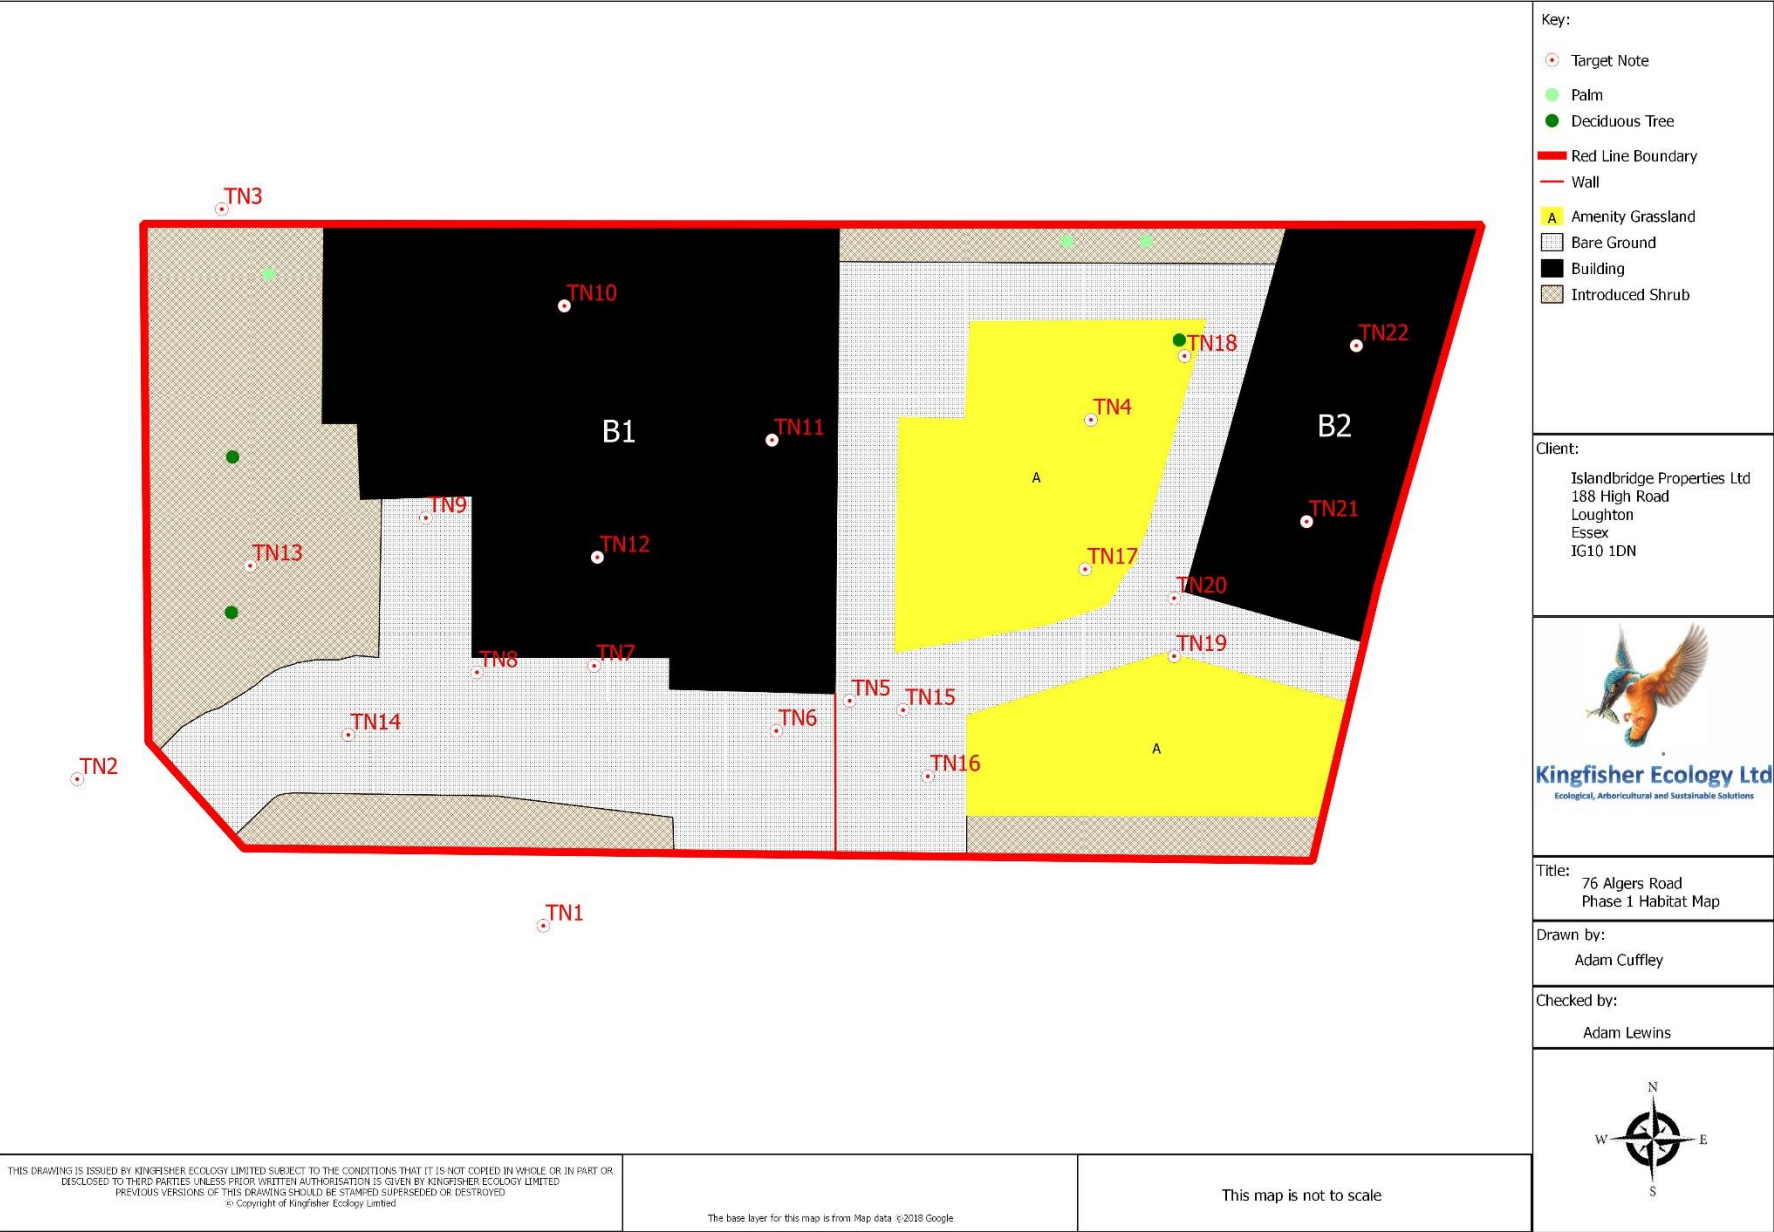 TN3
TN10
TN22
TN18
TN4
B1
TN11
B2
A
TN9
TN21
TN12
TN13
TN17
TN20
TN8
TN7
TN19
TN5
TN15
TN14
TN6
A
TN2
TN16
TN1
Key:
Target Note
Palm
Deciduous Tree
Red Line Boundary
Wall
A Amenity Grassland
Bare Ground
Building
Introduced Shrub
Client:
Islandbridge Properties Ltd
188 High Road
Loughton
Essex
IG10 1DN
Kingfisher Ecology Ltd
Ecological, Arboricultural and Sustainable Solutions
Title:
76 Algers Road
Phase 1 Habitat Map
Drawn by:
Adam Cuffley
Checked by:
Adam Lewins
N
W E
S
THIS DRAWING IS ISSUED BY KINGFISHER ECOLOGY LIMITED SUBJECT TO THE CONDITIONS THAT IT IS NOT COPIED IN WHOLE OR IN PART OR
DISCLOSED TO THIRD PARTIES UNLESS PRIOR WRITTEN AUTHORISATION IS GIVEN BY KINGFISHER ECOLOGY LIMITED
PREVIOUS VERSIONS OF THIS DRAWING SHOULD BE STAMPED SUPERSEDED OR DESTROYED
© Copyright of Kingfisher Ecology Limtied
The base layer for this map is from Map data ©2018 Google
This map is not to scale